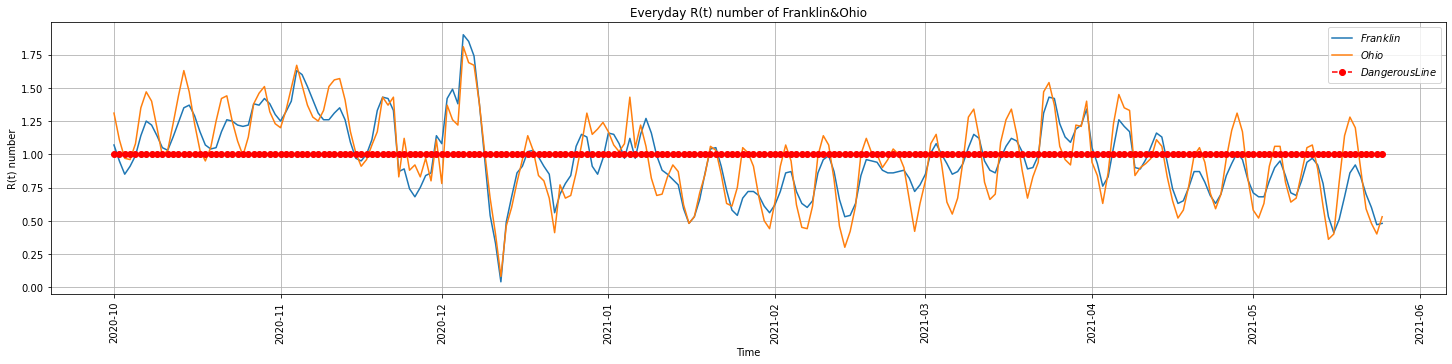 Everyday R(t) number of Franklin&Ohio
R(t) number
1.75
1.50
1.25
1.00
0.75
0.50
0.25
0.00
Franklin
Ohio
DangerousLine
2020-10
2020-11
2020-12
2021-01
2021-02
2021-03
2021-04
2021-05
2021-06
Time